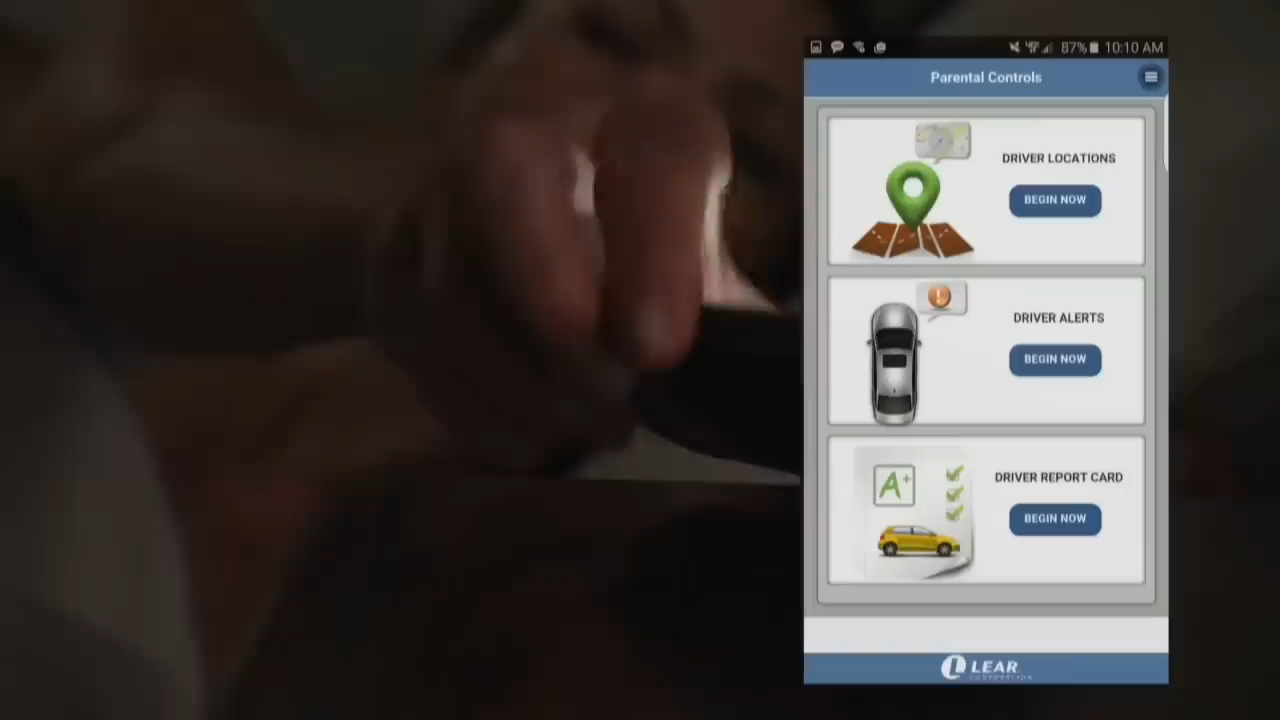 87% 10:10 AM
Parental Controls
DRIVER LOCATIONS
BEGIN NOW
DRIVER ALERTS
BEGIN NOW
A+
DRIVER REPORT CARD
BEGIN NOW
LEAR
CORPORATION